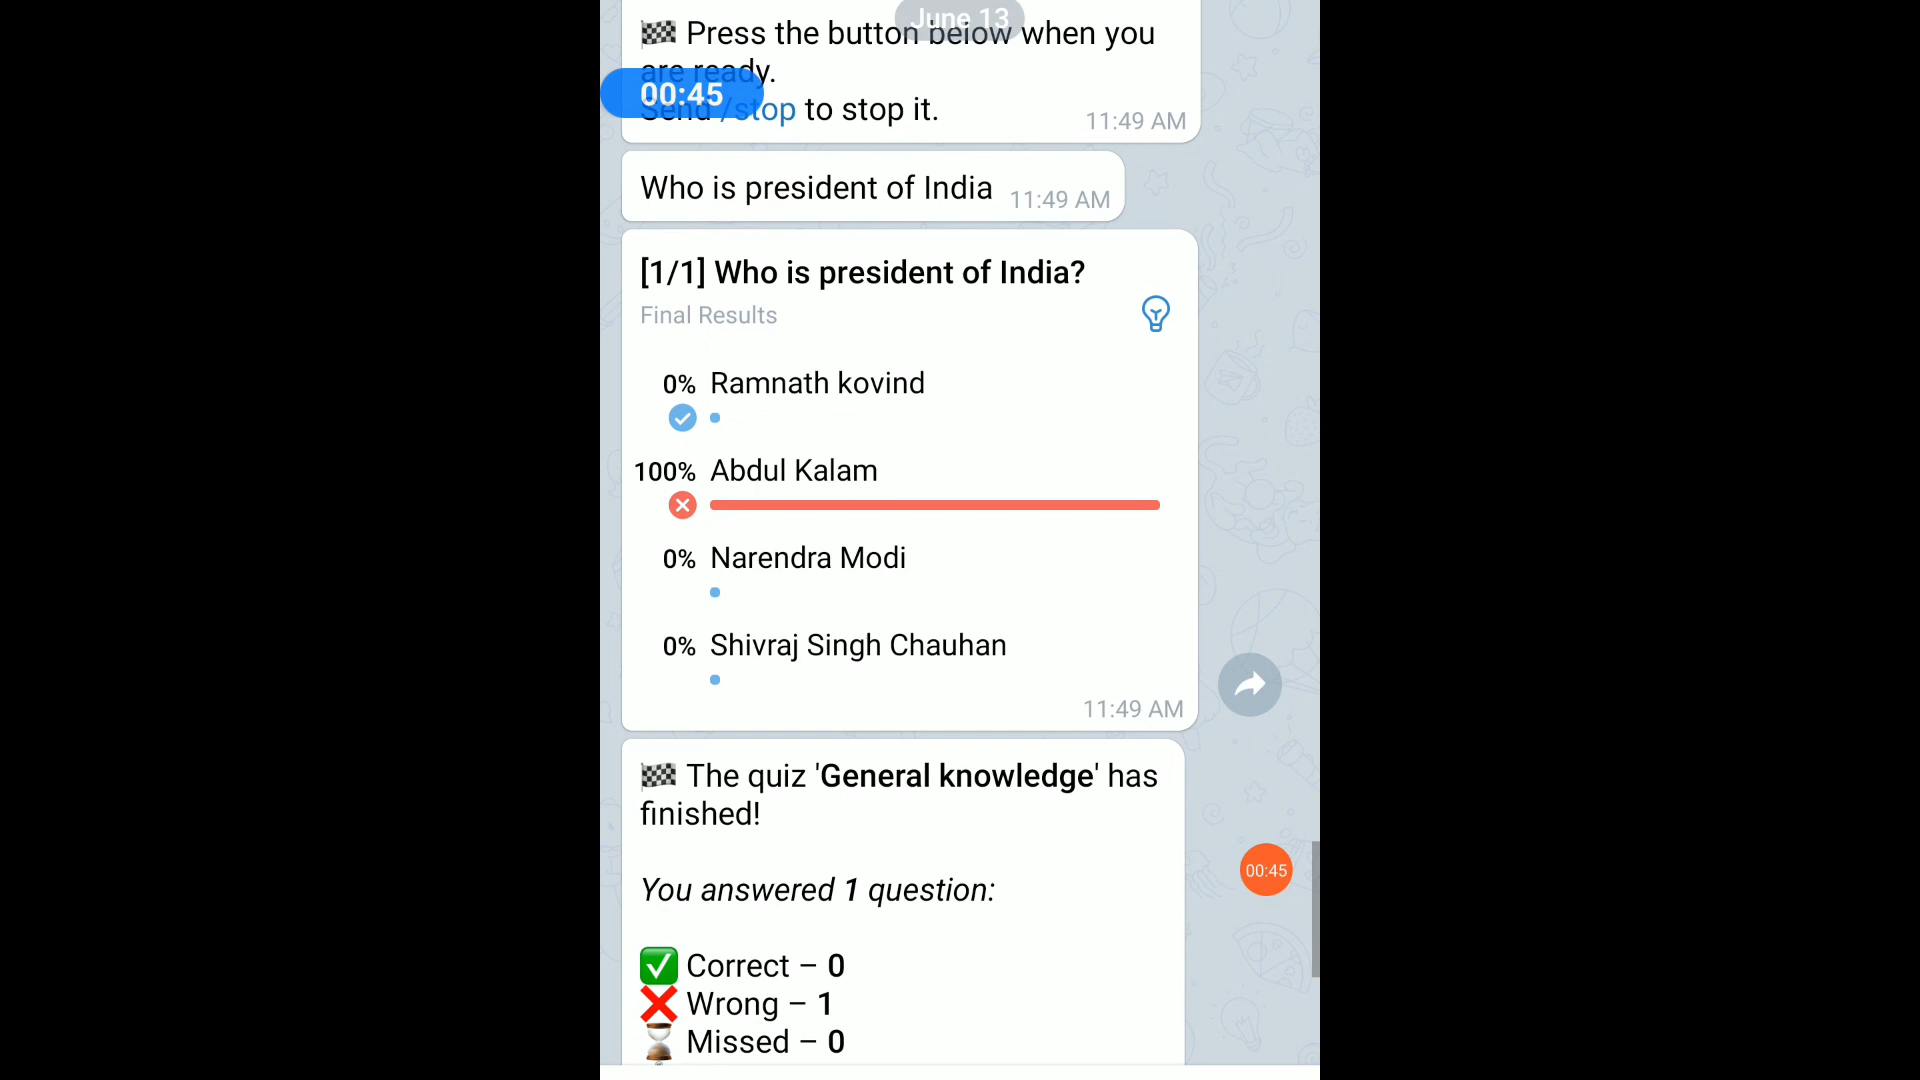 June 13
🏁 Press the button below when you
are ready.
00:45
Send /stop to stop it.
11:49 AM
Who is president of India
11:49 AM
[1/1] Who is president of India?
Final Results
0% Ramnath kovind
100% Abdul Kalam
0% Narendra Modi
0% Shivraj Singh Chauhan
11:49 AM
🏁 The quiz 'General knowledge' has
finished!
00:45
You answered 1 question:
✅ Correct – 0
❌ Wrong – 1
⌛ Missed – 0